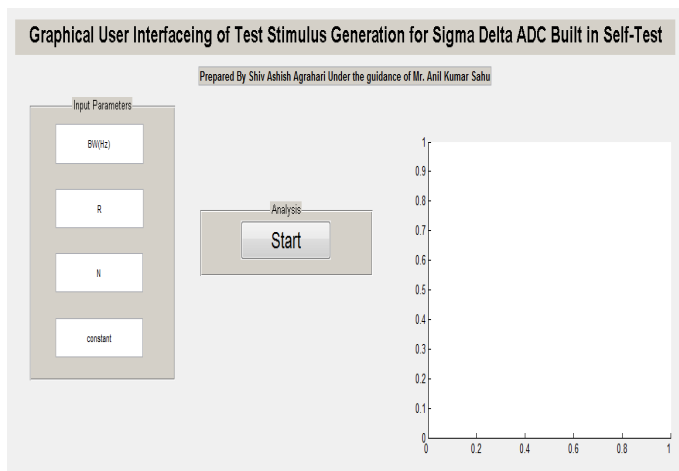 Graphical User Interfaceing of Test Stimulus Generation for Sigma Delta ADC Built in Self-Test
Prepared By Shiv Ashish Agrahari Under the guidance of Mr. Anil Kumar Sahu
Input Parameters
BW(Hz)
R
N
constant
Analysis
Start
1
0.9
0.8
0.7
0.6
0.5
0.4
0.3
0.2
0.1
0
0 0.2 0.4 0.6 0.8 1